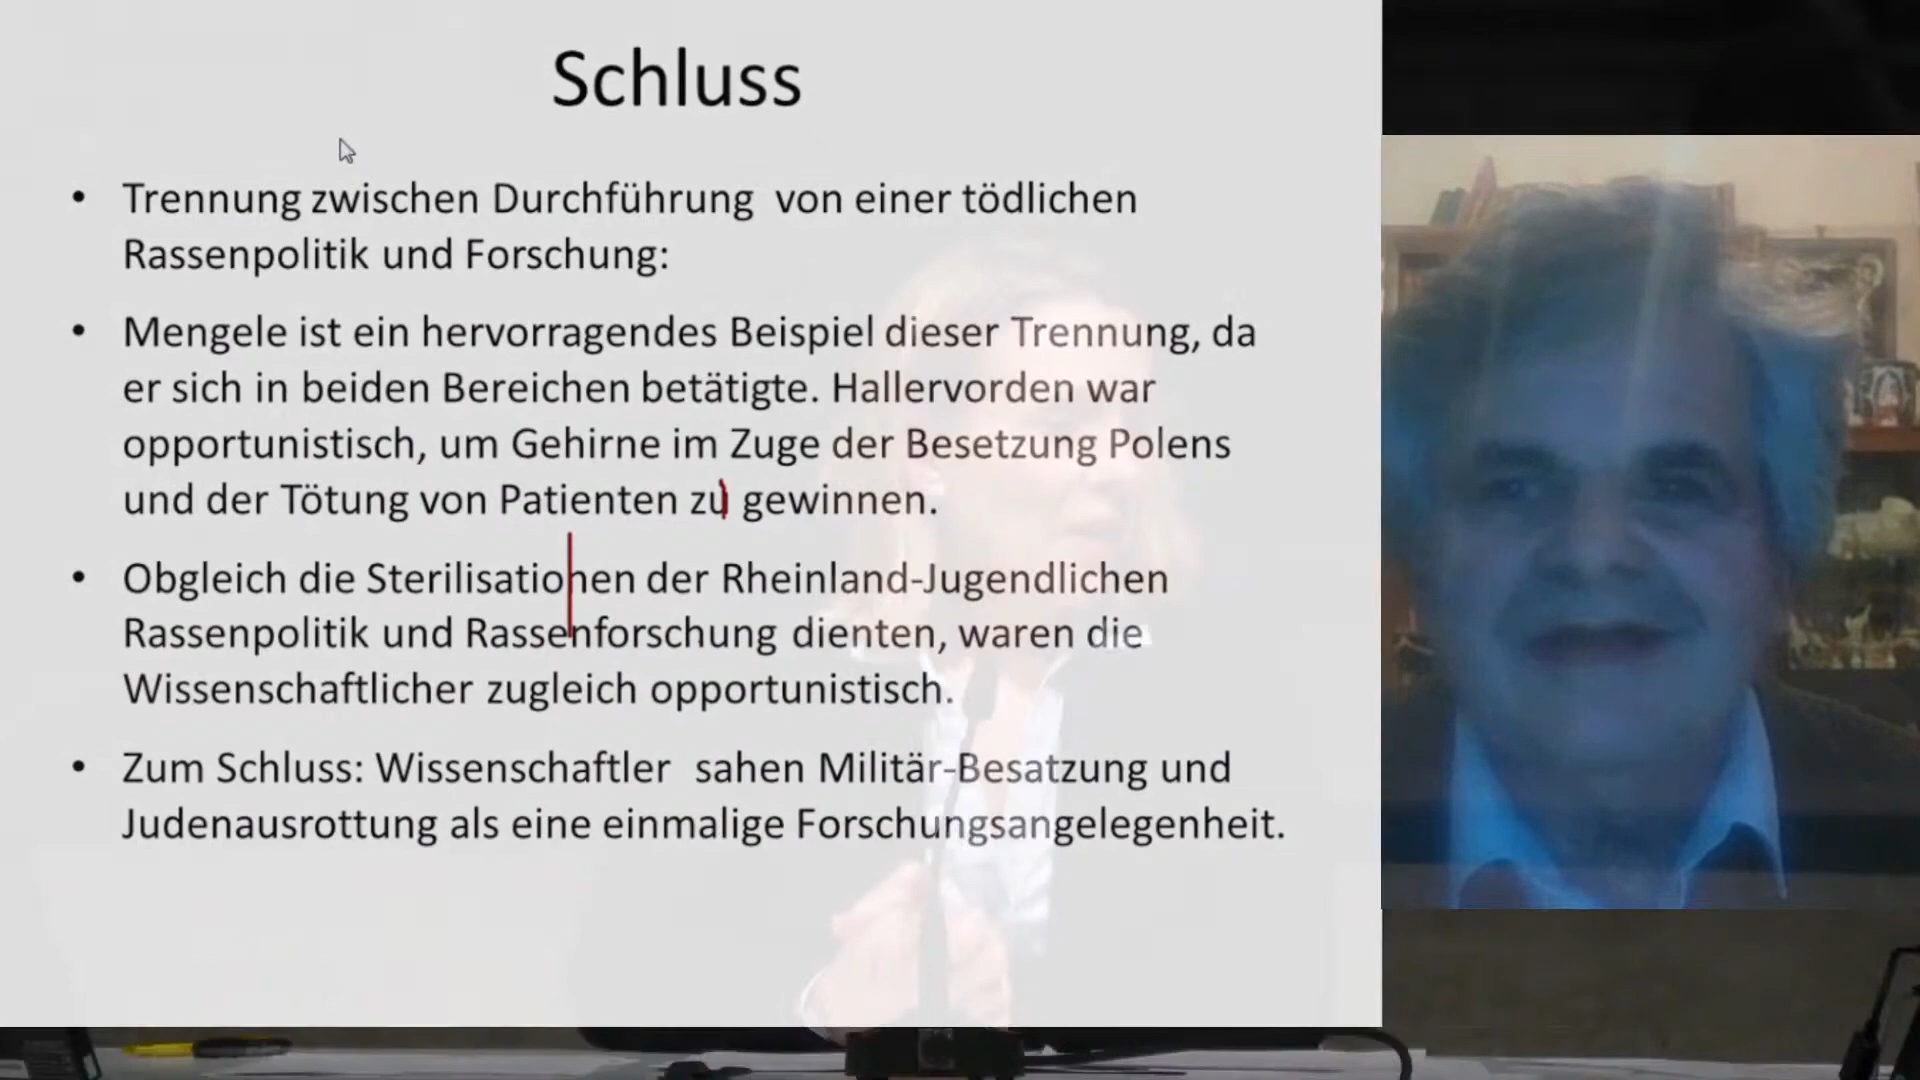 Schluss
• Trennung zwischen Durchführung von einer tödlichen
Rassenpolitik und Forschung:
• Mengele ist ein hervorragendes Beispiel dieser Trennung, da
er sich in beiden Bereichen betätigte. Hallervorden war
opportunistisch, um Gehirne im Zuge der Besetzung Polens
und der Tötung von Patienten zu gewinnen.
• Obgleich die Sterilisationen der Rheinland-Jugendlichen
Rassenpolitik und Rassenforschung dienten, waren die
Wissenschaftlicher zugleich opportunistisch.
• Zum Schluss: Wissenschaftler sahen Militär-Besatzung und
Judenausrottung als eine einmalige Forschungsangelegenheit.